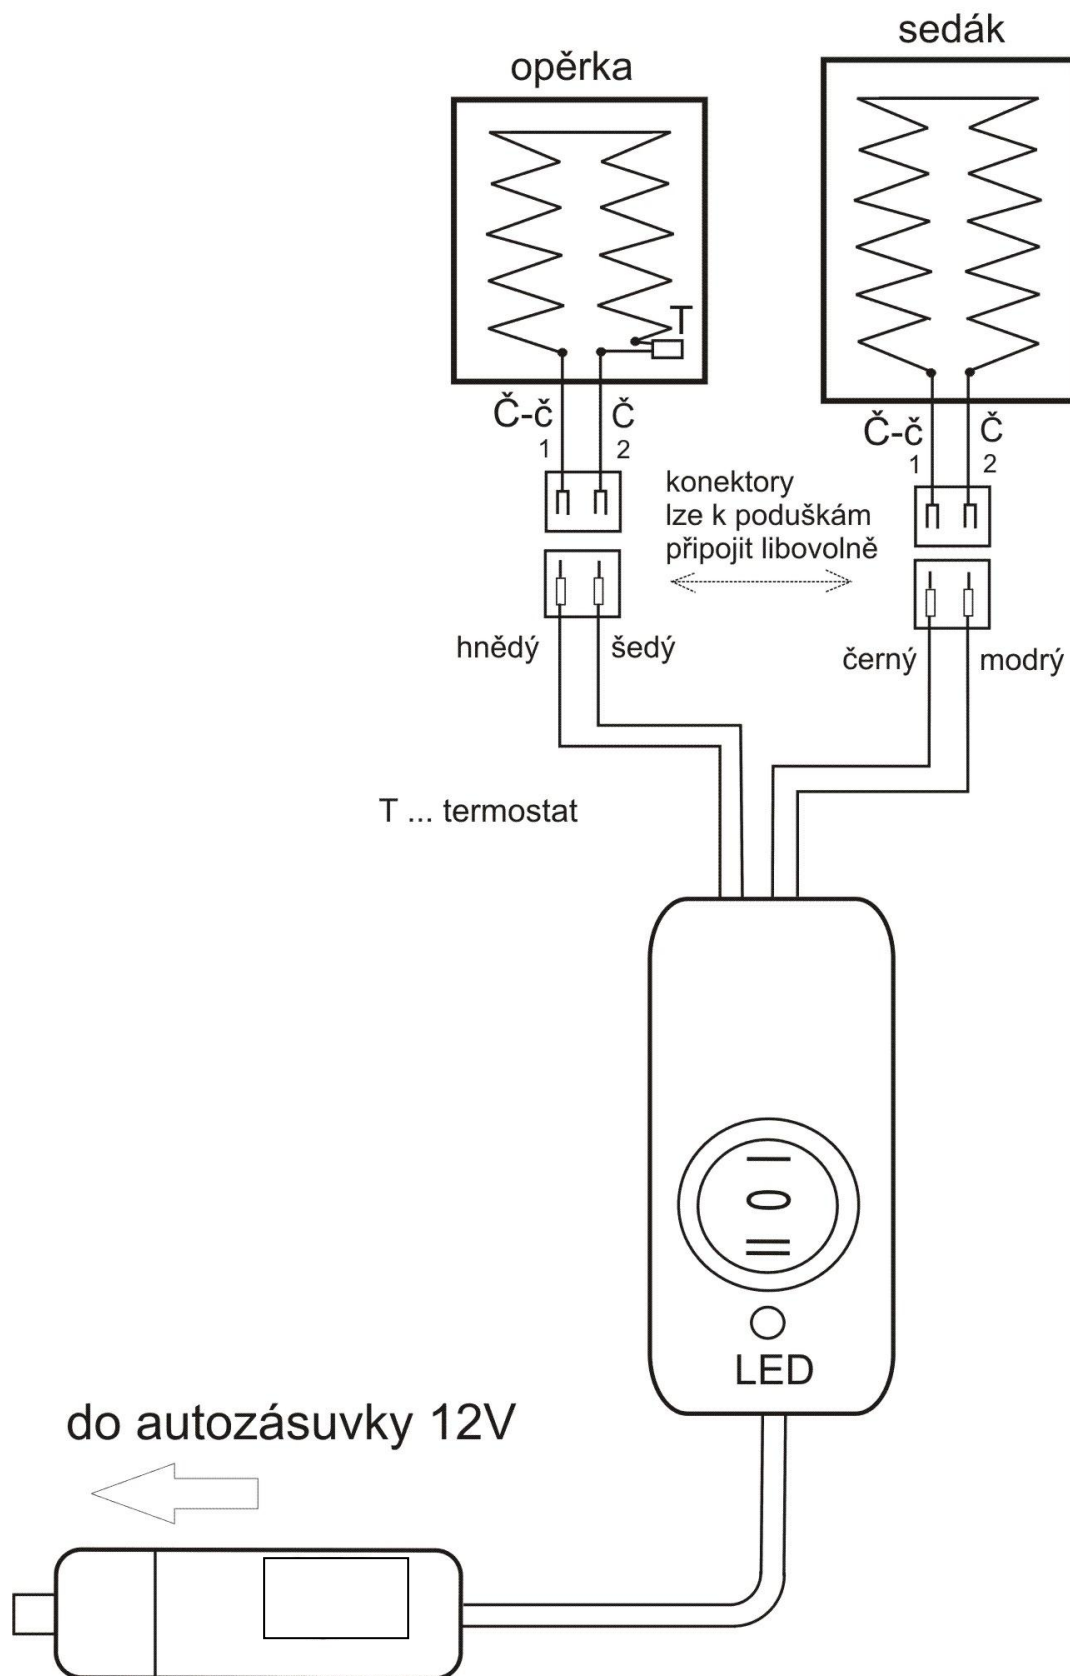 sedák
opěrka
T
Č-č
Č
1
2
Č-č
Č
1
2
konektory
lze k poduškám
připojit libovolně
hnědý
šedý
černý
modrý
T ... termostat
I
0
II
LED
do autozásuvky 12V